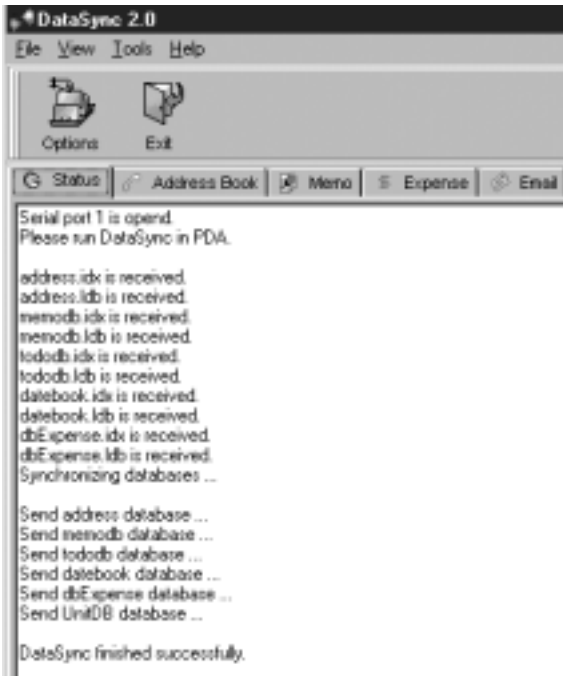 DataSync 2.0
File View Tools Help
Options Exit
Status Address Book Memo Expense Email
Serial port 1 is opend.
Please run DataSync in PDA.
address.idx is received.
address.ldb is received.
memodb.idx is received.
memodb.ldb is received.
tododb.idx is received.
tododb.ldb is received.
datebook.idx is received.
datebook.ldb is received.
dbExpense.idx is received.
dbExpense.ldb is received.
Synchronizing databases ...
Send address database ...
Send memodb database ...
Send tododb database ...
Send datebook database ...
Send dbExpense database ...
Send UnitDB database ...
DataSync finished successfully.